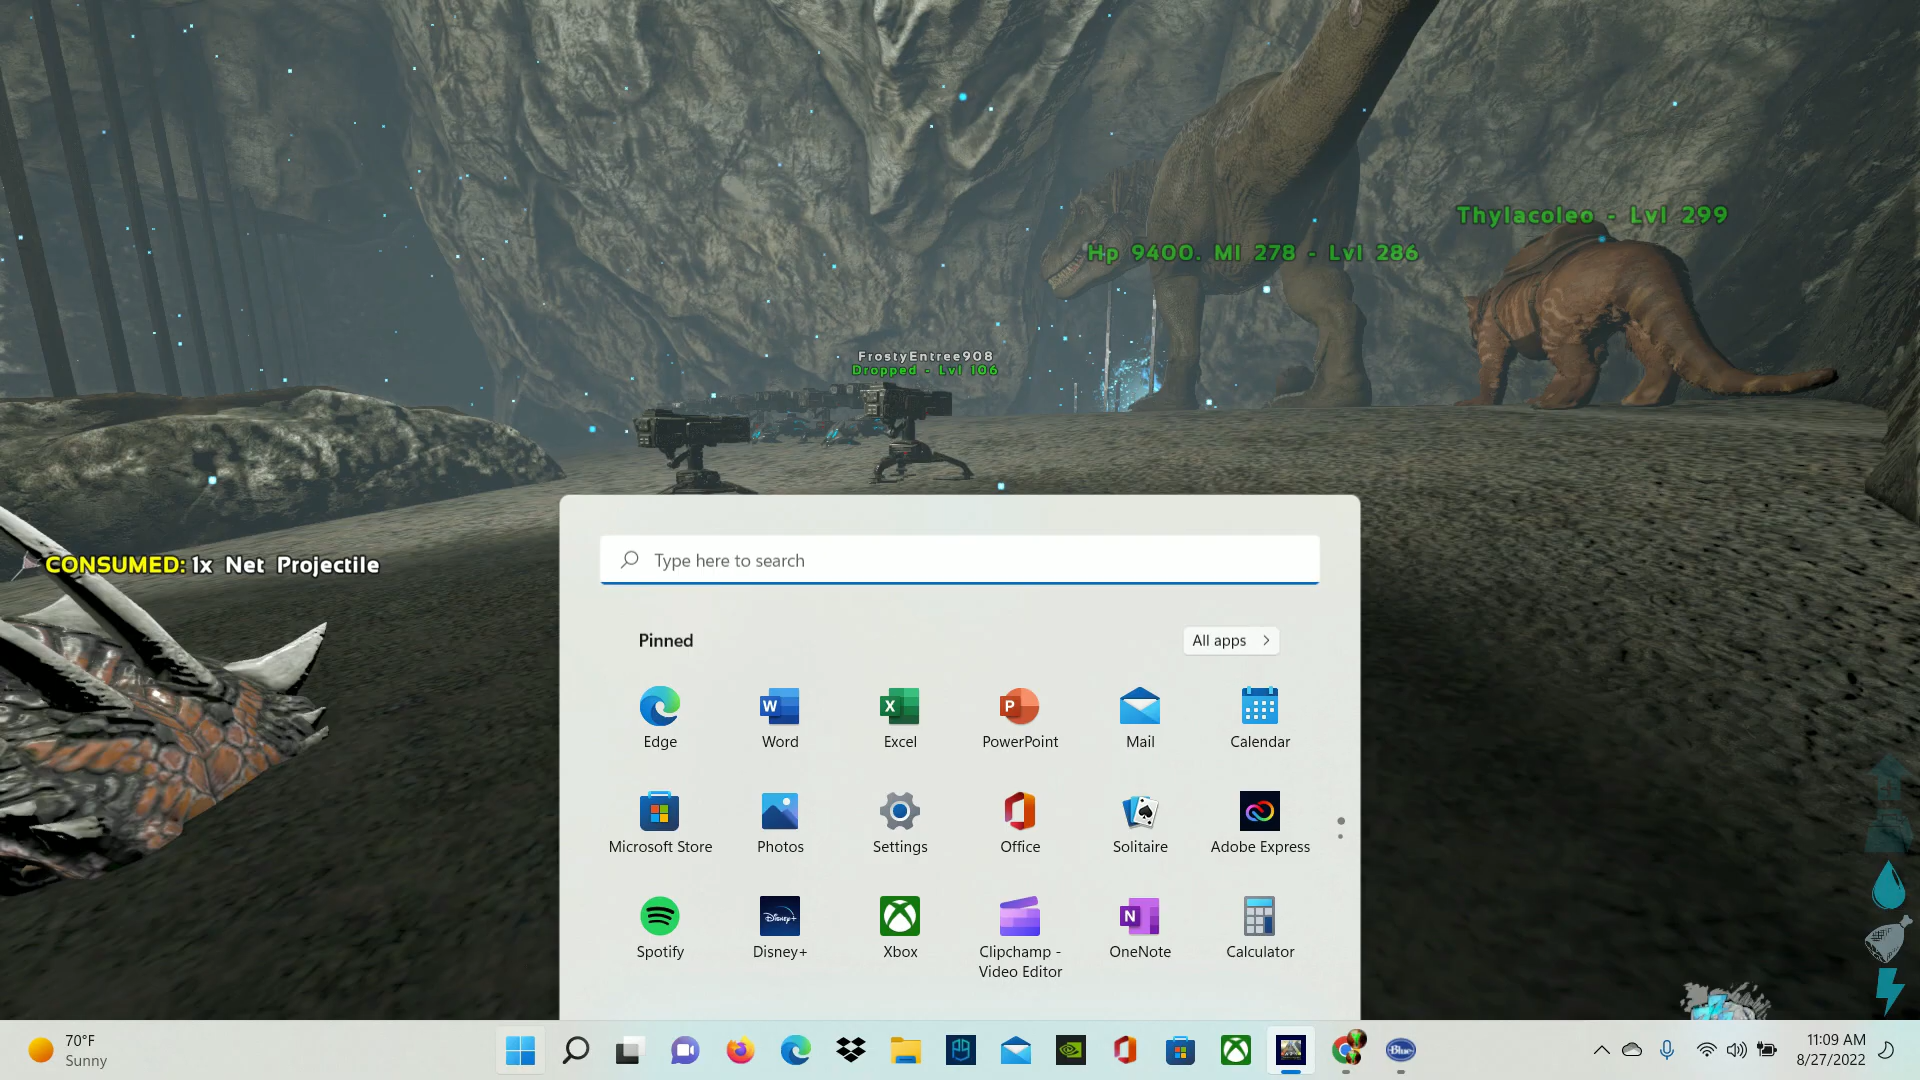 Thylacoleo - Lvl 299
Hp 9400. Ml 278 - Lvl 286
FrostyEntree908
Dropped - Lvl 106
CONSUMED: 1x Net Projectile
Type here to search
Pinned
All apps
Edge
Word
Excel
PowerPoint
Mail
Calendar
Microsoft Store
Photos
Settings
Office
Solitaire
Adobe Express
Spotify
Disney+
Xbox
Clipchamp -
Video Editor
OneNote
Calculator
70°F
Sunny
Blue
11:09 AM
8/27/2022